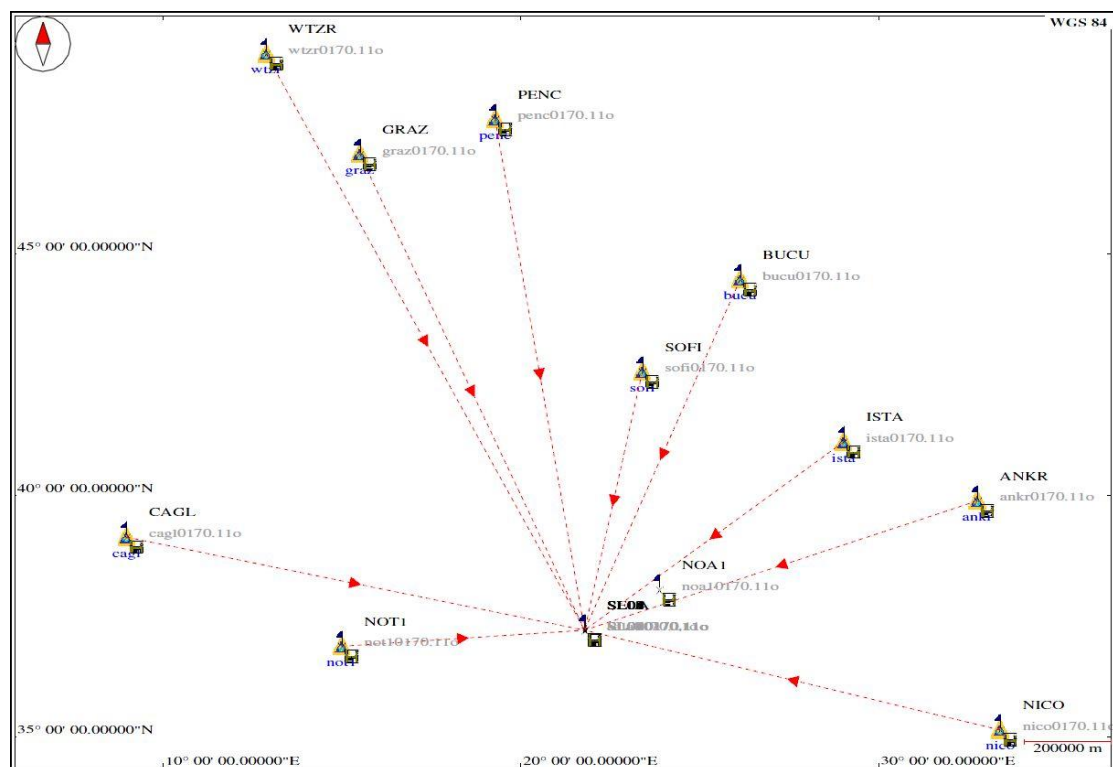 WGS 84
WTZR
wtzr0170.11o
wtzr
PENC
penc0170.11o
penc
GRAZ
graz0170.11o
graz
45° 00' 00.00000"N
BUCU
bucu0170.11o
bucu
SOFI
sofi0170.11o
sofi
ISTA
ista0170.11o
ista
ANKR
ankr0170.11o
ankr
40° 00' 00.00000"N
CAGL
cagl0170.11o
cagl
NOA1
noa10170.11o
NOT1
not10170.11o
not1
NICO
nico0170.11o
nico
35° 00' 00.00000"N
200000 m
10° 00' 00.00000"E
20° 00' 00.00000"E
30° 00' 00.00000"E